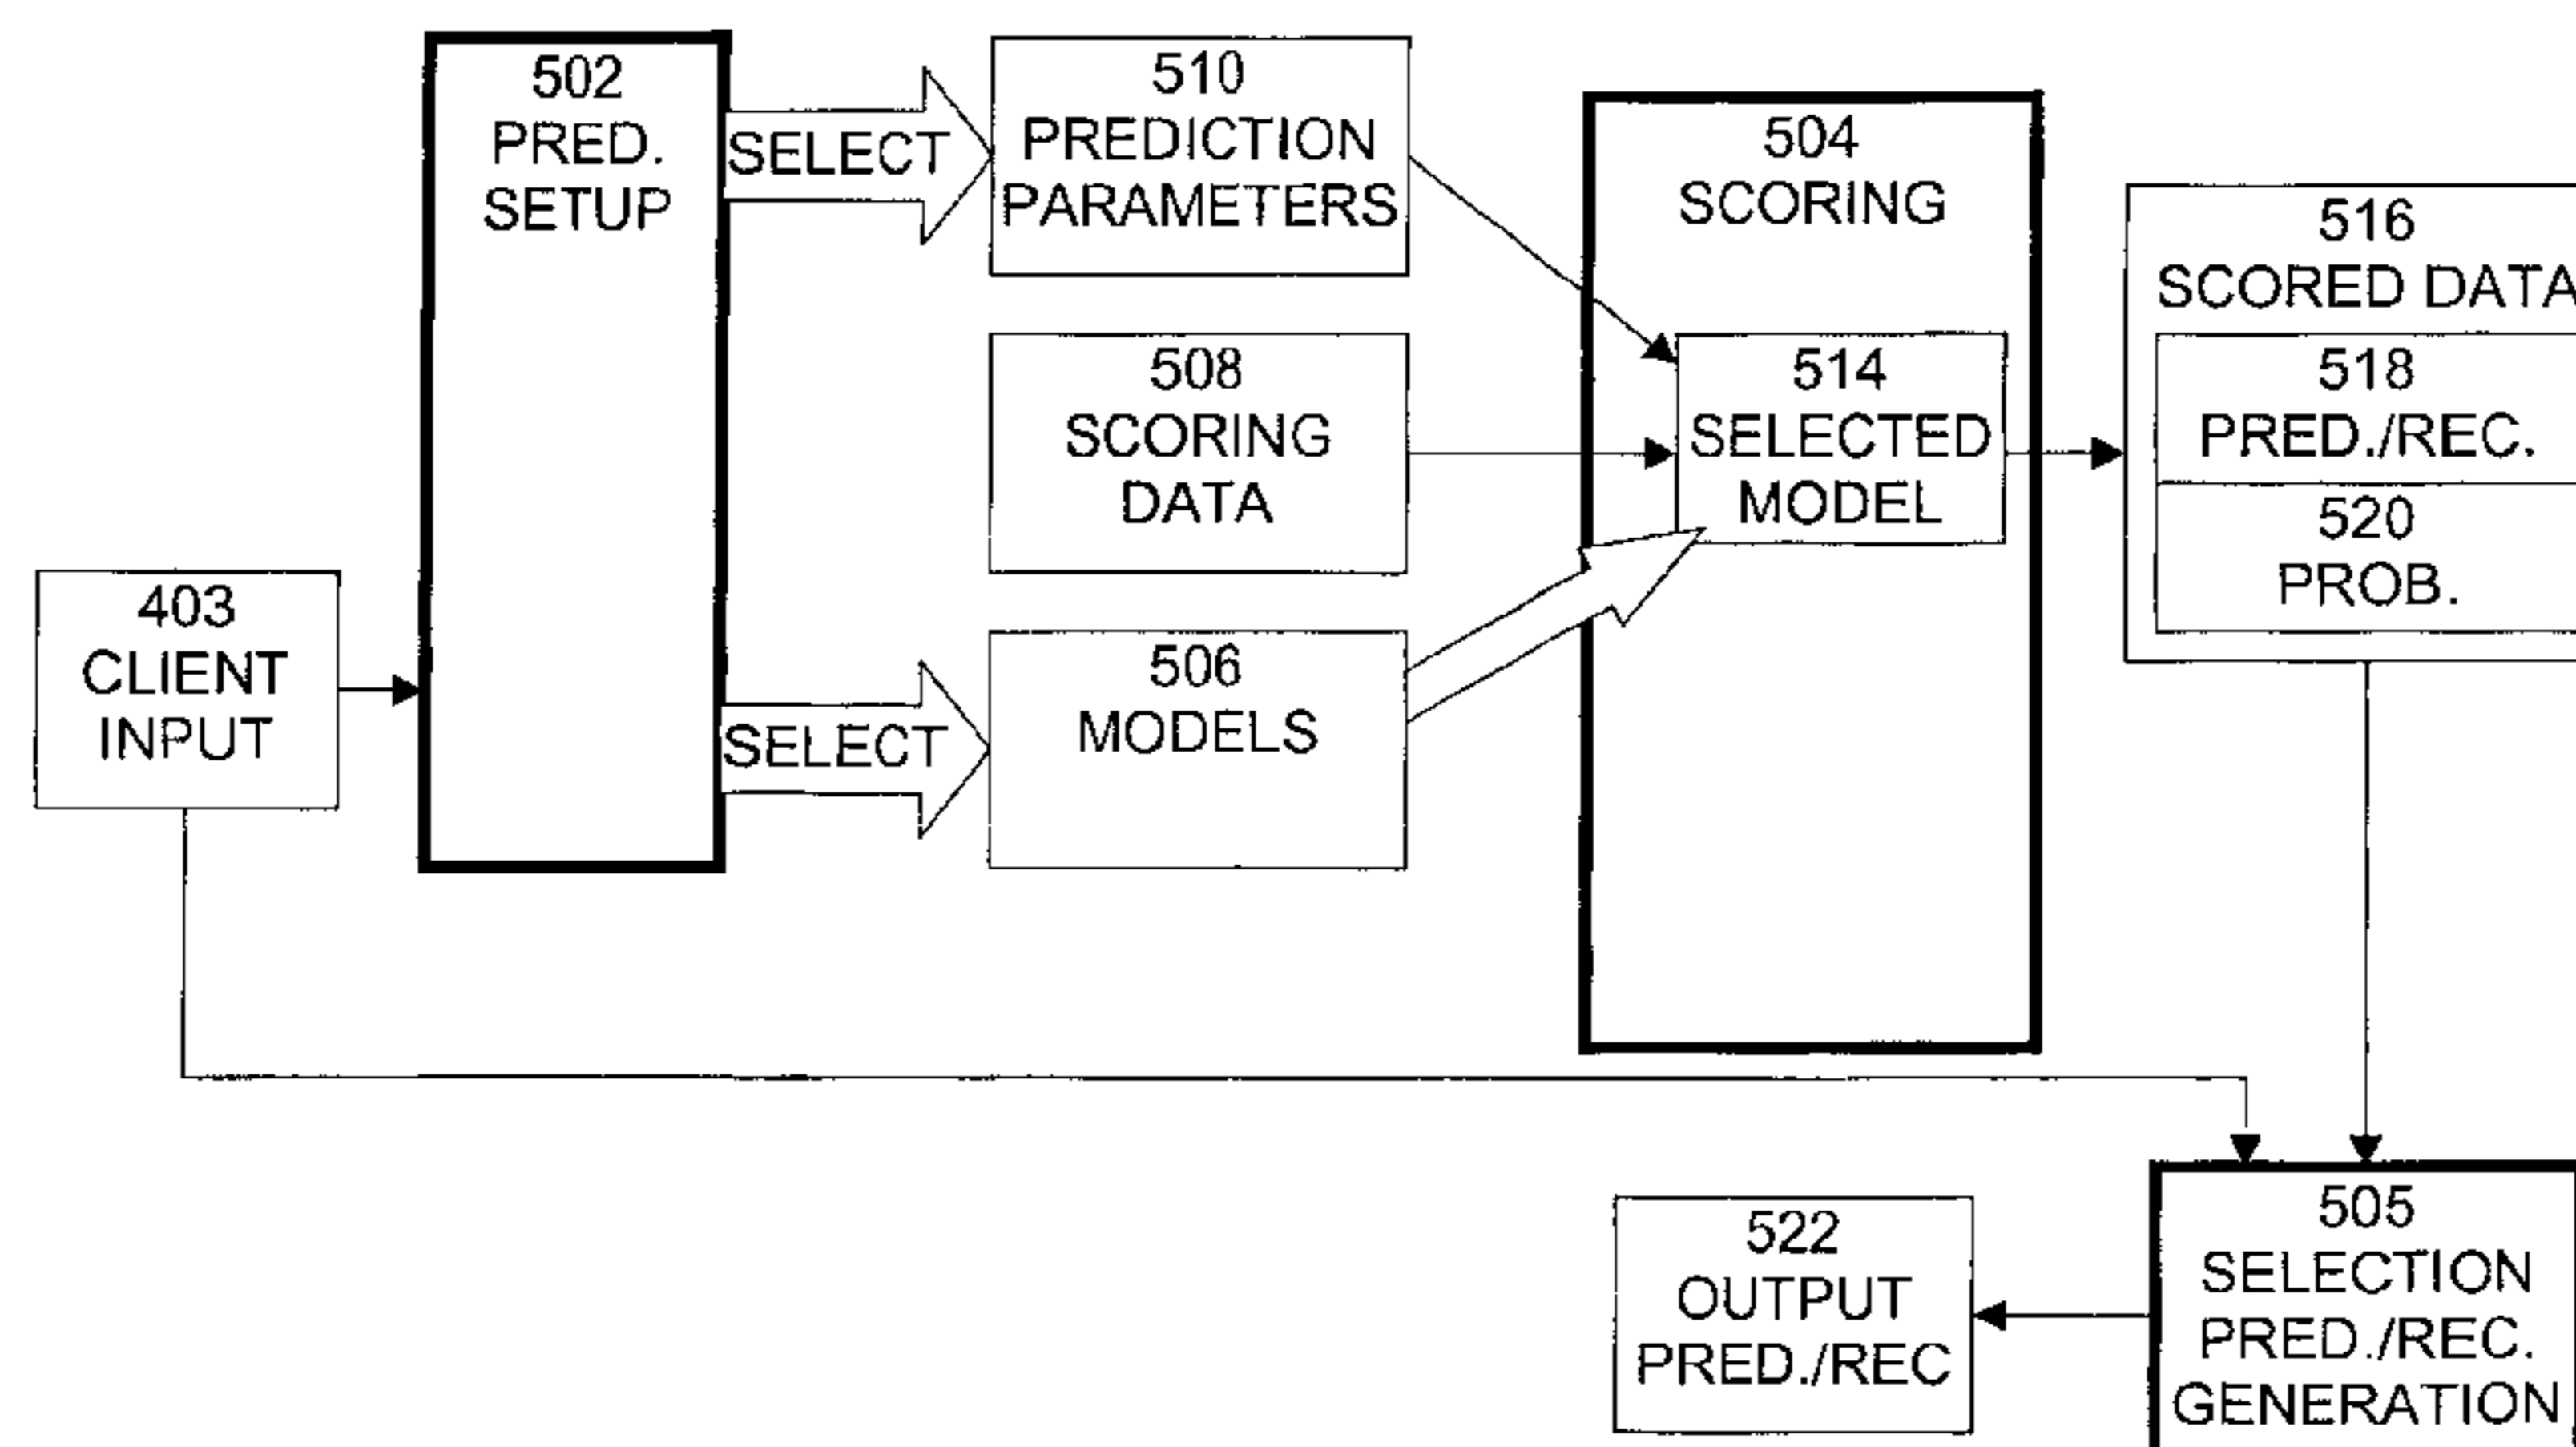 502
PRED.
SETUP
SELECT
510
PREDICTION
PARAMETERS
504
SCORING
516
SCORED DATA
508
SCORING
DATA
514
SELECTED
MODEL
518
PRED./REC.
520
PROB.
403
CLIENT
INPUT
SELECT
506
MODELS
522
OUTPUT
PRED./REC
505
SELECTION
PRED./REC.
GENERATION